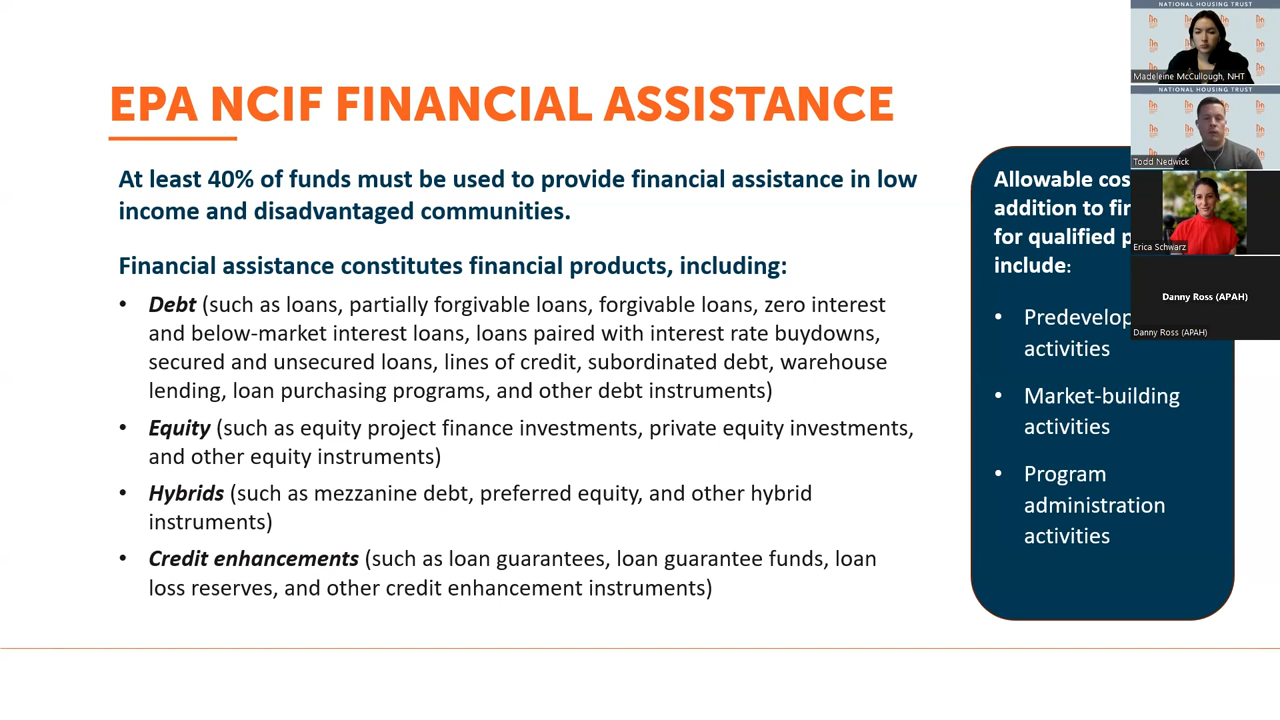 EPA NCIF FINANCIAL ASSISTANCE
At least 40% of funds must be used to provide financial assistance in low
income and disadvantaged communities.
Financial assistance constitutes financial products, including:
• Debt (such as loans, partially forgivable loans, forgivable loans, zero interest
and below-market interest loans, loans paired with interest rate buydowns,
secured and unsecured loans, lines of credit, subordinated debt, warehouse
lending, loan purchasing programs, and other debt instruments)
• Equity (such as equity project finance investments, private equity investments,
and other equity instruments)
• Hybrids (such as mezzanine debt, preferred equity, and other hybrid
instruments)
• Credit enhancements (such as loan guarantees, loan guarantee funds, loan
loss reserves, and other credit enhancement instruments)
Allowable cos
addition to fin
for qualified p
include:
• Predevelop
activities
• Market-building
activities
• Program
administration
activities
NATIONAL HOUSING TRUST
Madeleine McCullough, NHT
NATIONAL HOUSING TRUST
Todd Nedwick
Erica Schwarz
Danny Ross (APAH)
Danny Ross (APAH)